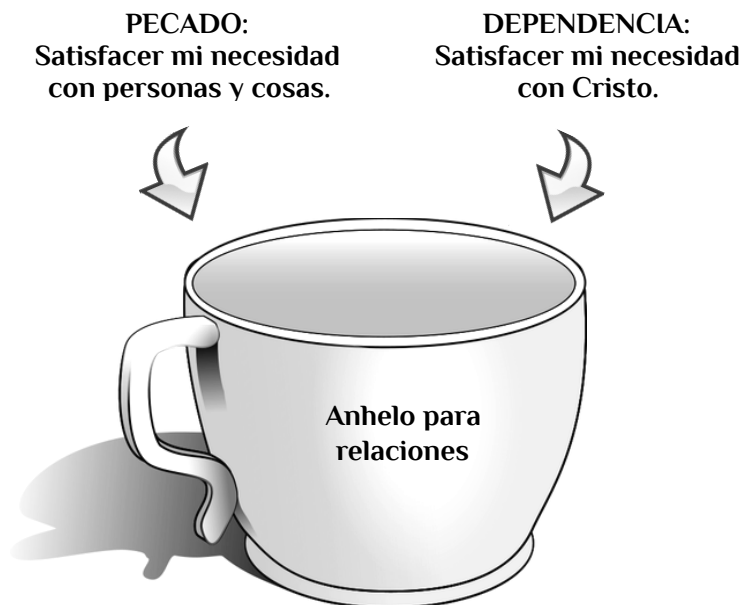 PECADO:
Satisfacer mi necesidad
con personas y cosas.
DEPENDENCIA:
Satisfacer mi necesidad
con Cristo.
Anhelo para
relaciones